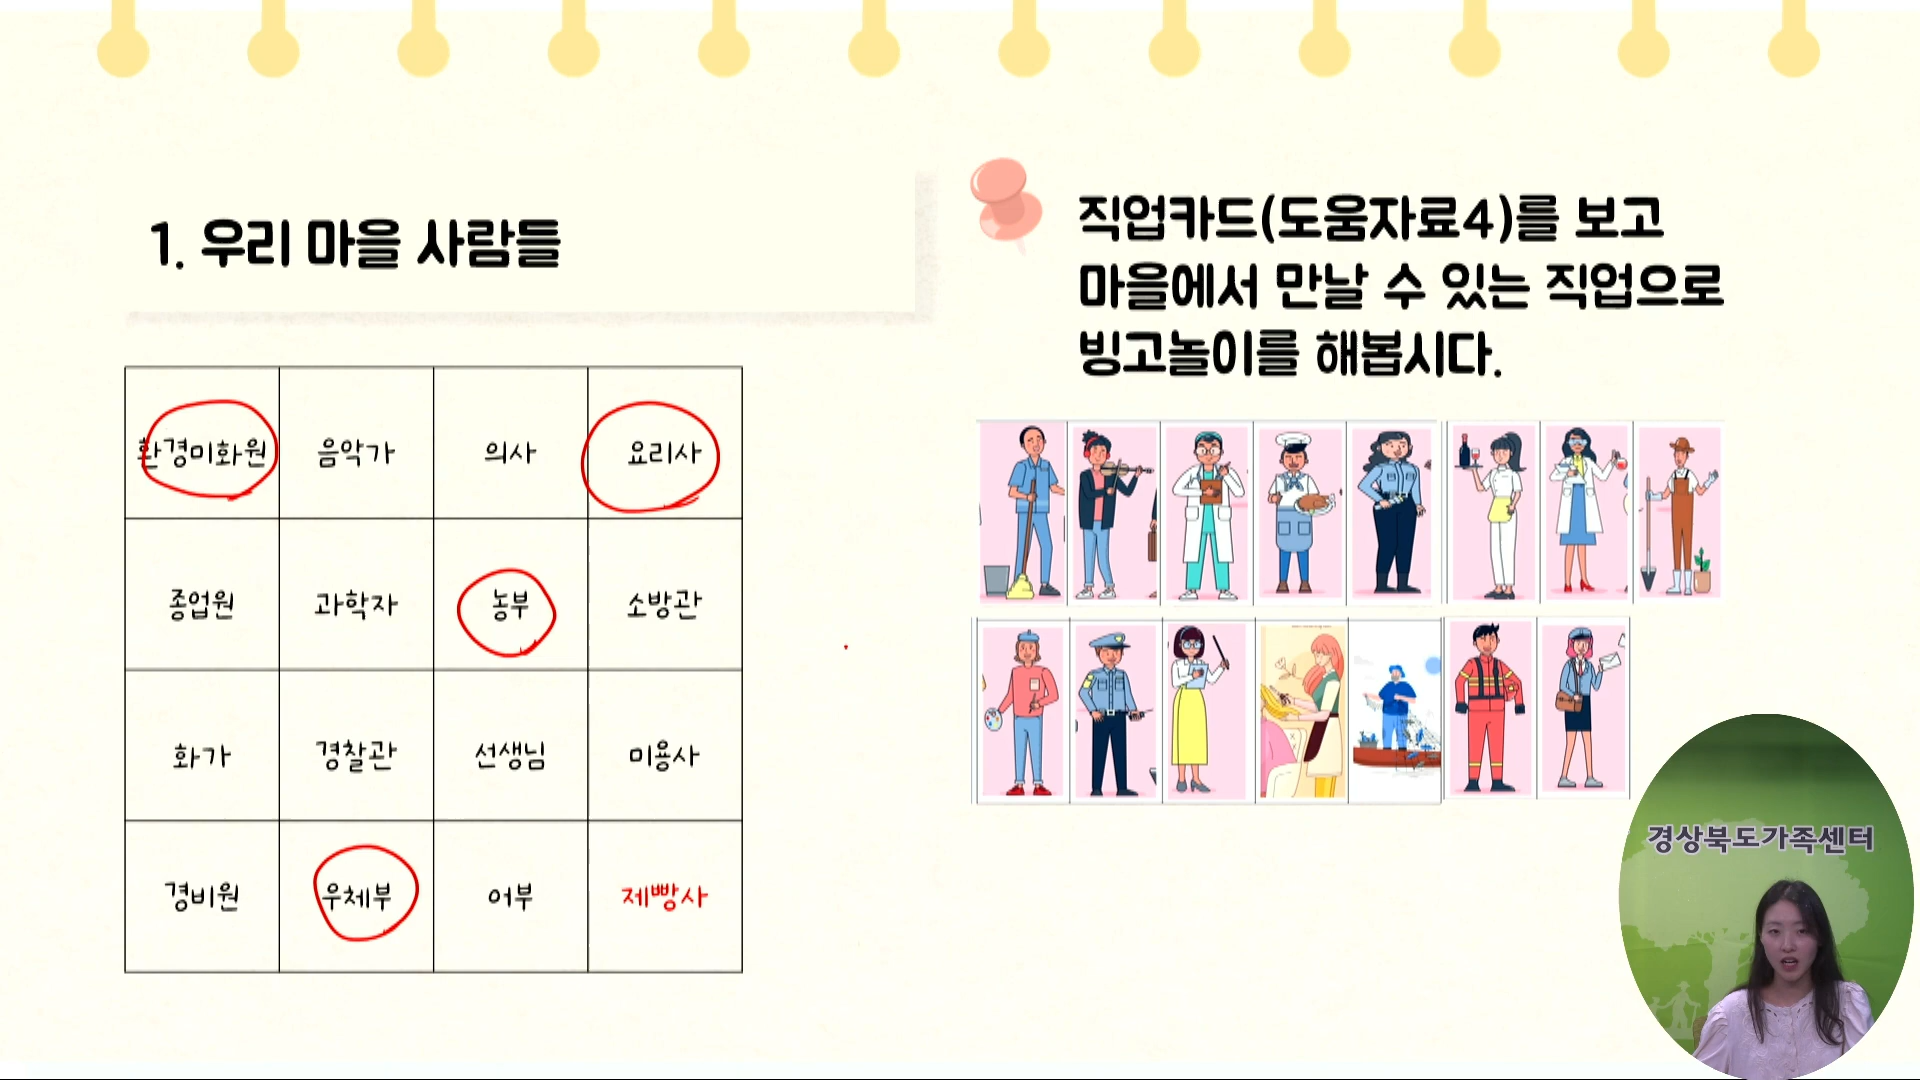 1. 우리 마을 사람들
직업카드(도움자료4)를 보고
마을에서 만날 수 있는 직업으로
빙고놀이를 해봅시다.
환경미화원 음악가 의사 요리사
종업원 과학자 농부 소방관
화가 경찰관 선생님 미용사
경비원 우체부 어부 제빵사
경상북도가족센터